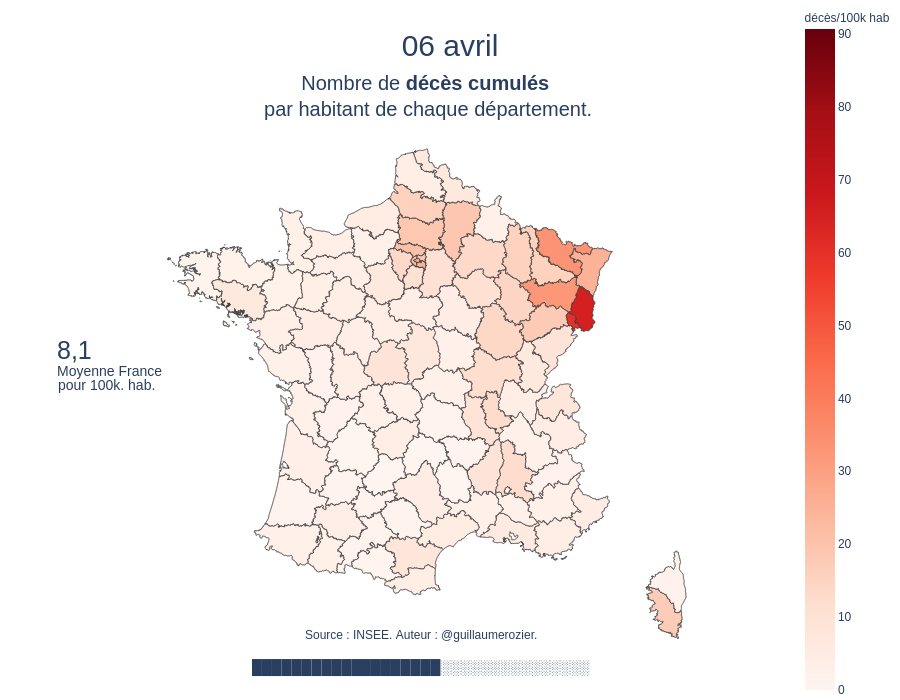 décès/100k hab
06 avril
Nombre de décès cumulés
par habitant de chaque département.
90
80
70
60
50
40
30
20
10
0
8,1
Moyenne France
pour 100k. hab.
Source : INSEE. Auteur : @guillaumerozier.